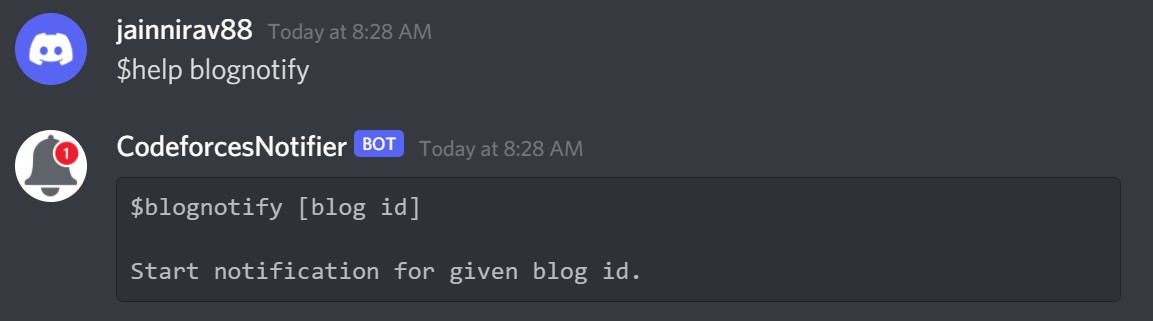 jainnirav88 Today at 8:28 AM
$help blognotify
1
CodeforcesNotifier BOT Today at 8:28 AM
$blognotify [blog id]
Start notification for given blog id.